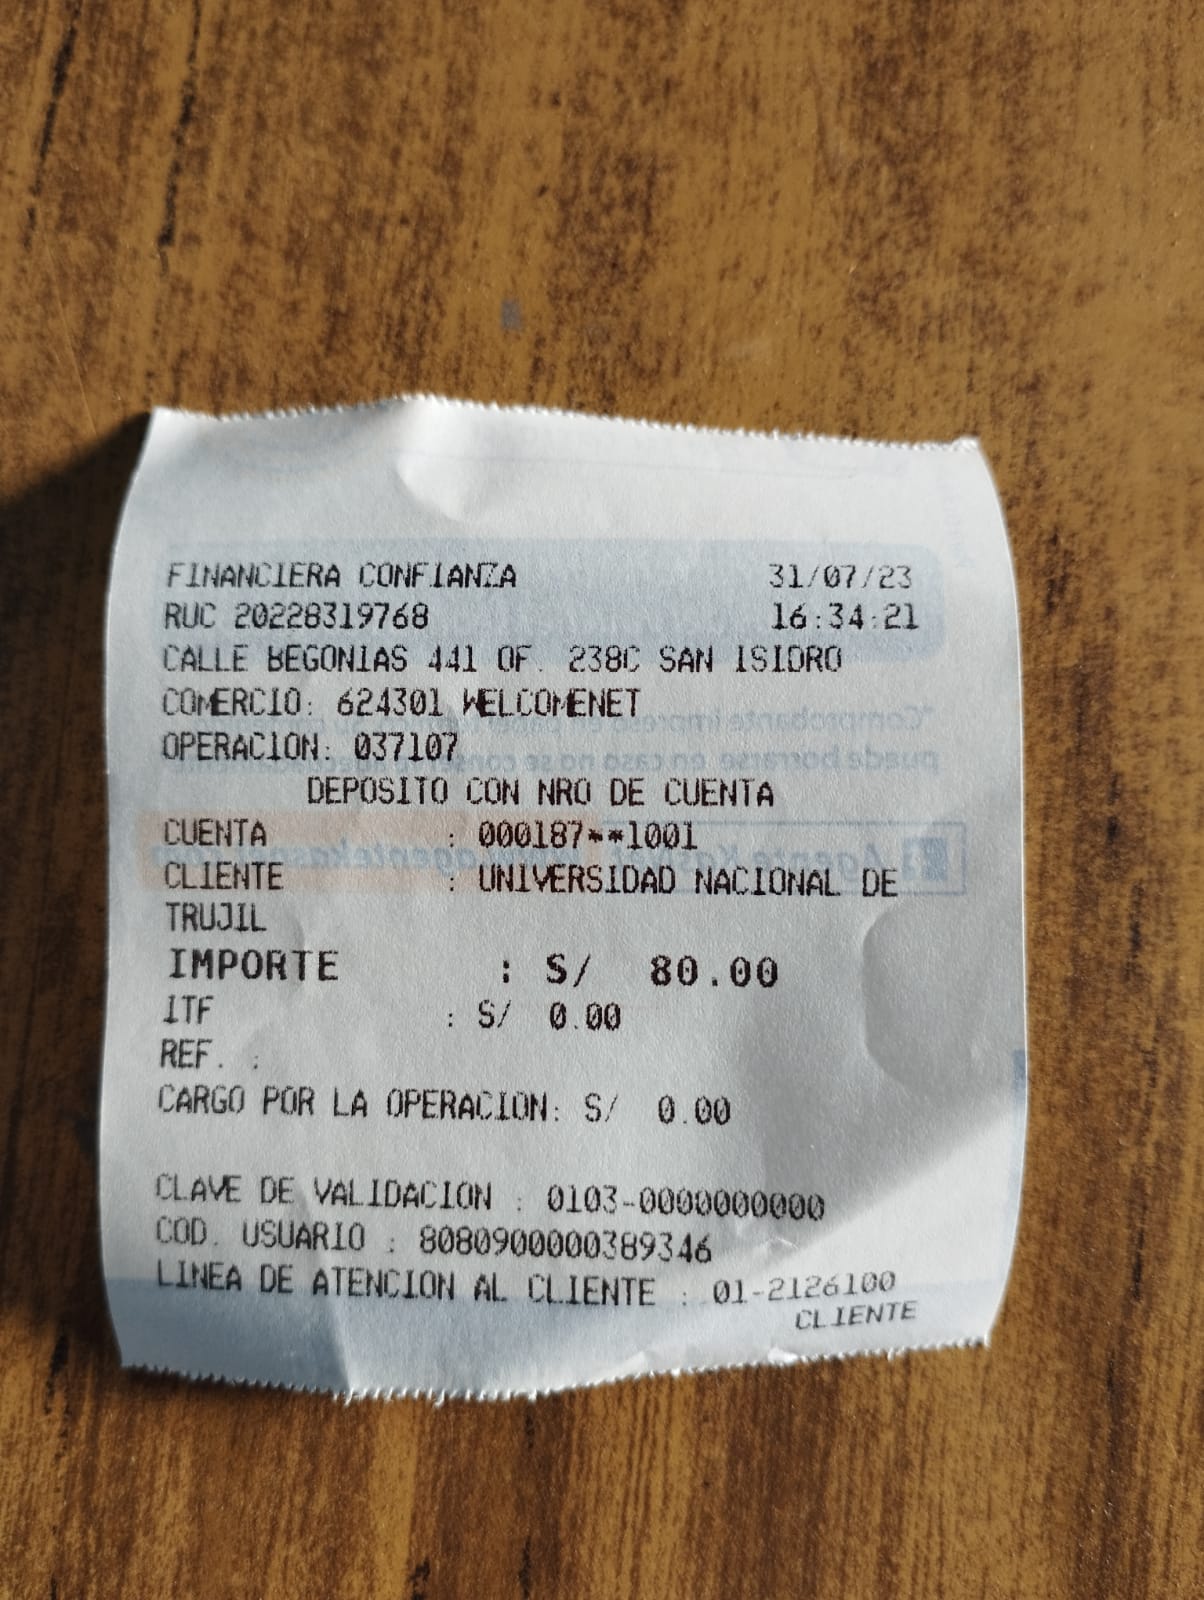 FINANCIERA CONFIANZA 31/07/23
RUC 20228319768 16:34:21
CALLE BEGONIAS 441 OF. 238C SAN ISIDRO
COMERCIO: 624301 WELCOMENET
OPERACION: 037107
DEPOSITO CON NRO DE CUENTA
CUENTA : 000187**1001
CLIENTE : UNIVERSIDAD NACIONAL DE
TRUJIL
IMPORTE : S/ 80.00
ITF : S/ 0.00
REF. :
CARGO POR LA OPERACION: S/ 0.00
CLAVE DE VALIDACION : 0103-0000000000
COD. USUARIO : 8080900000389346
LINEA DE ATENCION AL CLIENTE : 01-2126100
CLIENTE